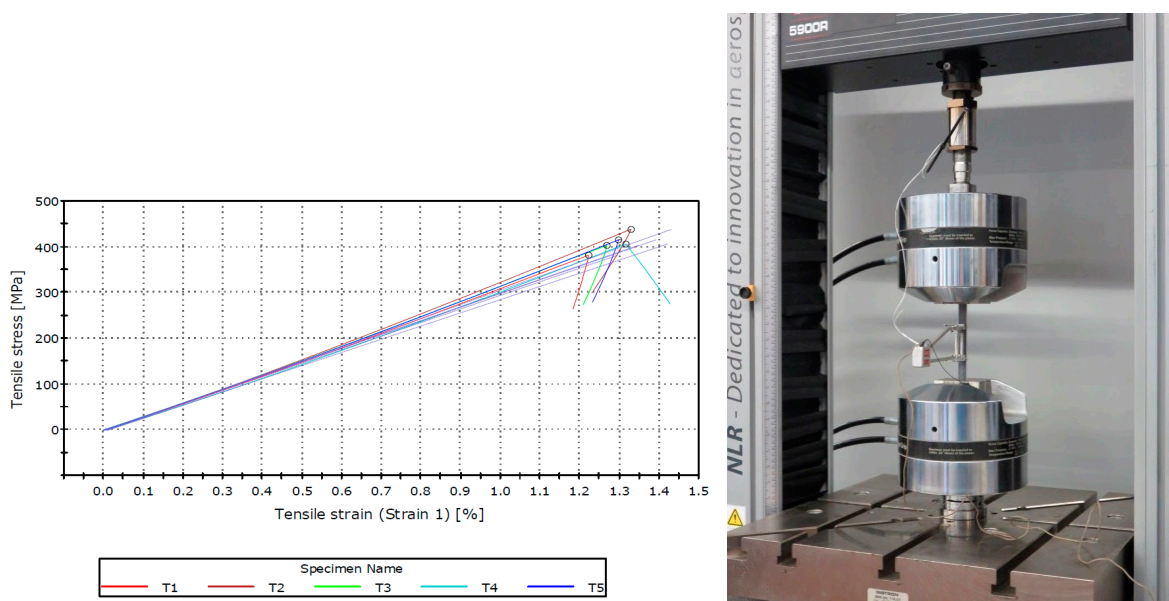 500
400
300
200
100
0
Tensile stress [MPa]
0.0 0.1 0.2 0.3 0.4 0.5 0.6 0.7 0.8 0.9 1.0 1.1 1.2 1.3 1.4 1.5
Tensile strain (Strain 1) [%]
Specimen Name
T1 T2 T3 T4 T5
5900R
NLR - Dedicated to innovation in aeros
INSTRON